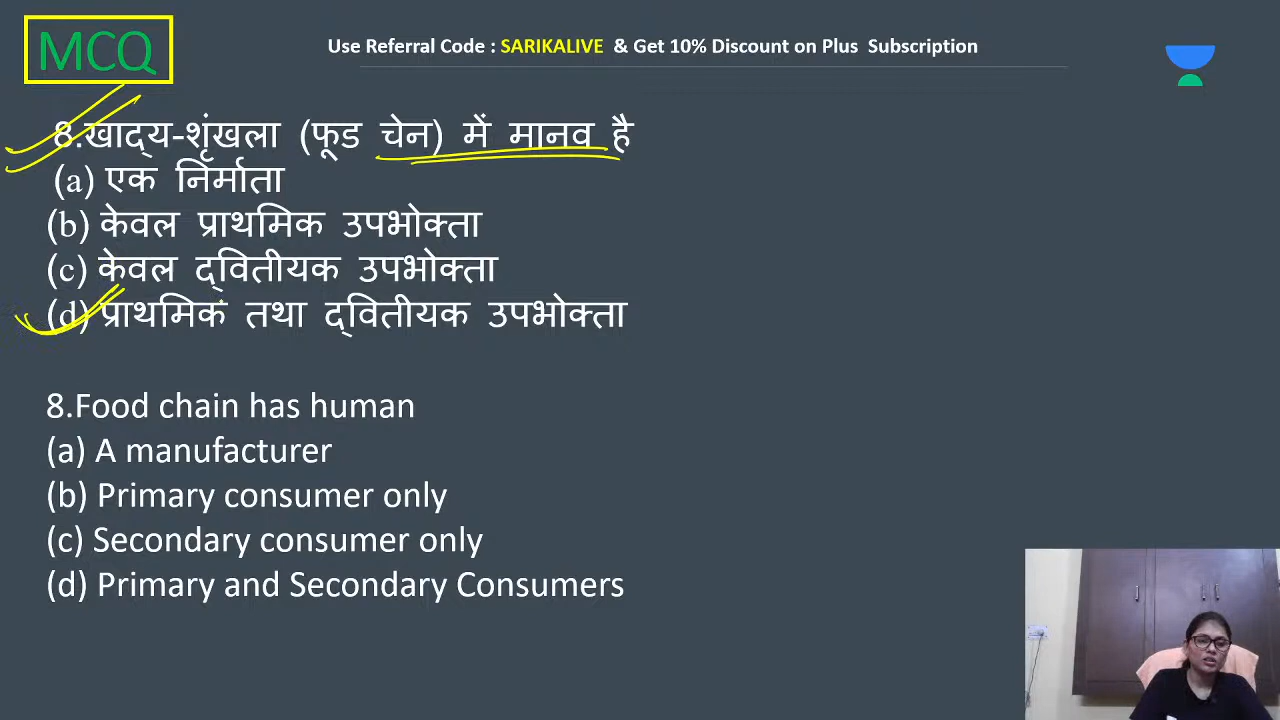 MCQ
Use Referral Code : SARIKALIVE & Get 10% Discount on Plus Subscription
8.खाद्य-शृंखला (फूड चेन) में मानव है
(a) एक निर्माता
(b) केवल प्राथमिक उपभोक्ता
(c) केवल द्वितीयक उपभोक्ता
(d) प्राथमिक तथा द्वितीयक उपभोक्ता
8.Food chain has human
(a) A manufacturer
(b) Primary consumer only
(c) Secondary consumer only
(d) Primary and Secondary Consumers